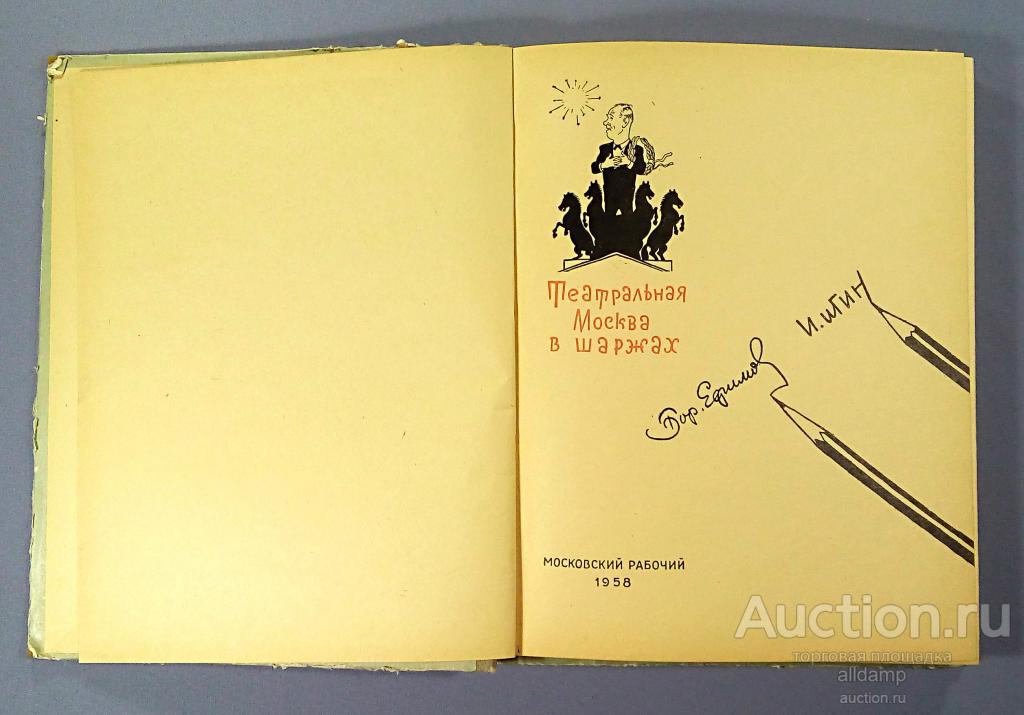 Театральная
Москва
в шаржах
И. Игин
Бор. Ефимов
МОСКОВСКИЙ РАБОЧИЙ
1958
Auction.ru
торговая площадка
alldamp
auction.ru